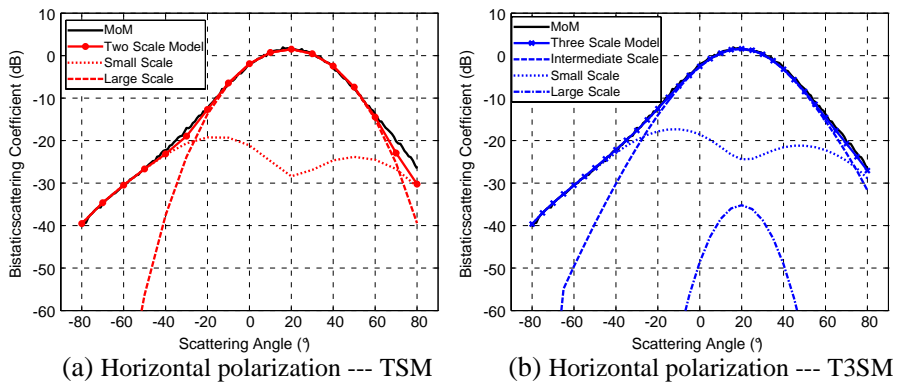 10
0
-10
-20
-30
-40
-50
-60
Bistaticscattering Coefficient (dB)
MoM
Two Scale Model
Small Scale
Large Scale
-80 -60 -40 -20 0 20 40 60 80
Scattering Angle (°)
(a) Horizontal polarization --- TSM
10
0
-10
-20
-30
-40
-50
-60
Bistaticscattering Coefficient (dB)
MoM
Three Scale Model
Intermediate Scale
Small Scale
Large Scale
-80 -60 -40 -20 0 20 40 60 80
Scattering Angle (°)
(b) Horizontal polarization --- T3SM